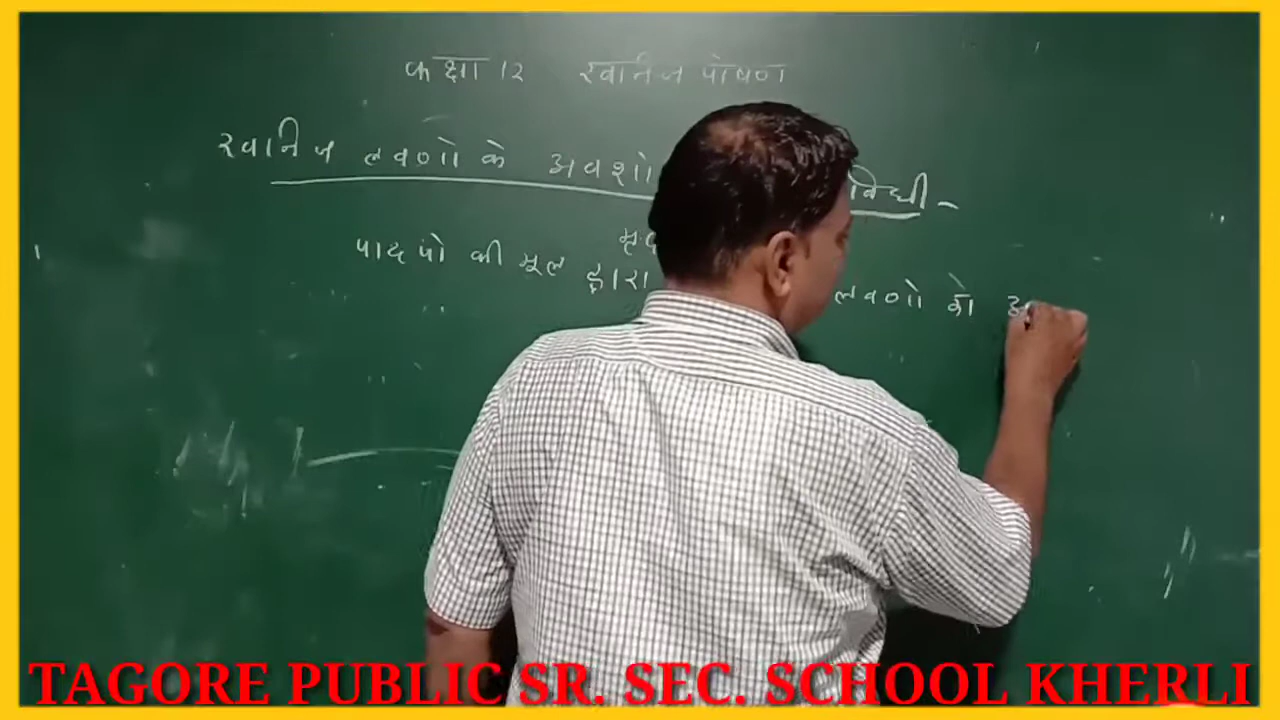 कक्षा 12 खनिज पोषण
खनिज लवणों के अवशो विधी -
पादपों की मूल द्वारा लवणों को
TAGORE PUBLIC SR. SEC. SCHOOL KHERLI